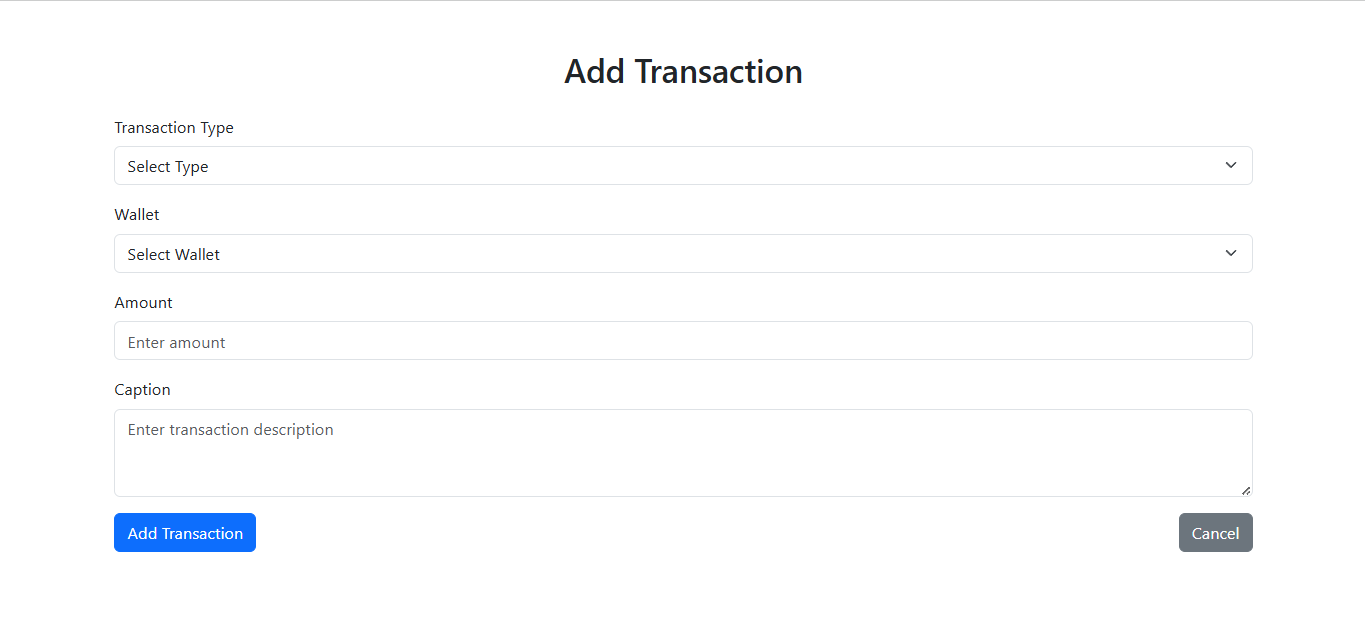 Add Transaction
Transaction Type
Select Type
Wallet
Select Wallet
Amount
Enter amount
Caption
Enter transaction description
Add Transaction
Cancel